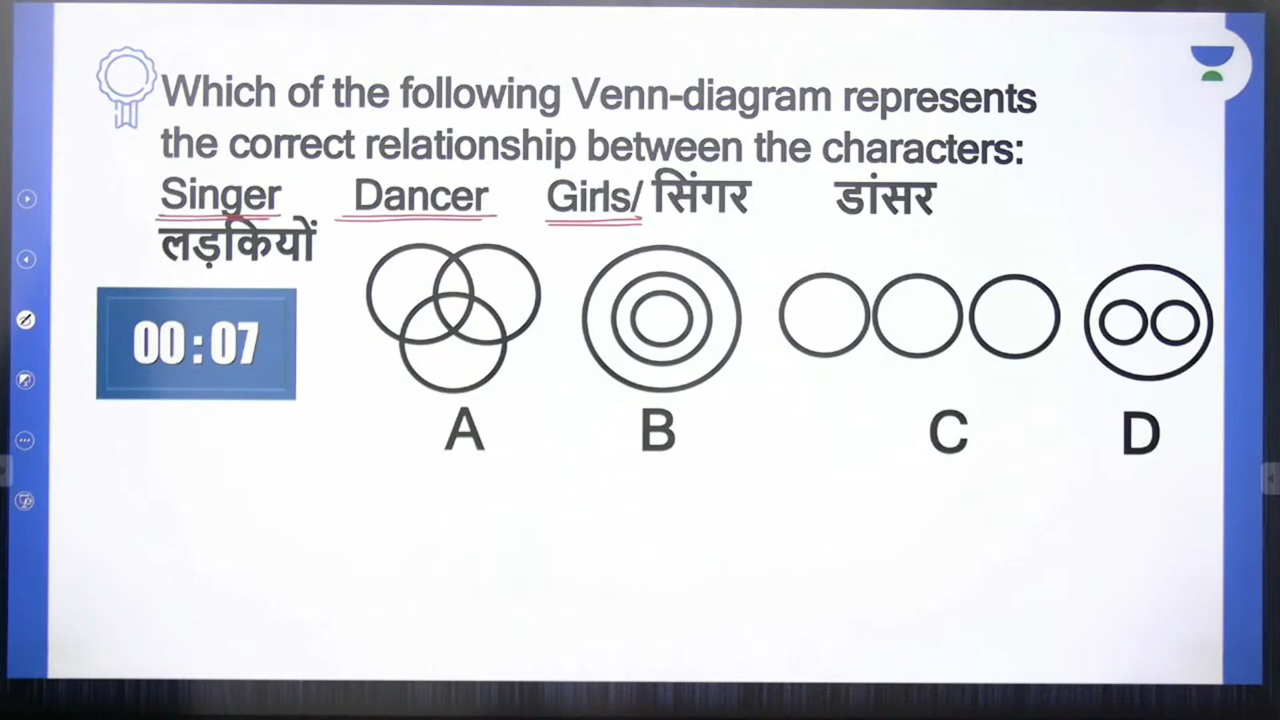 Which of the following Venn-diagram represents
the correct relationship between the characters:
Singer Dancer Girls/ सिंगर डांसर
लड़कियों
00:07
A B C D